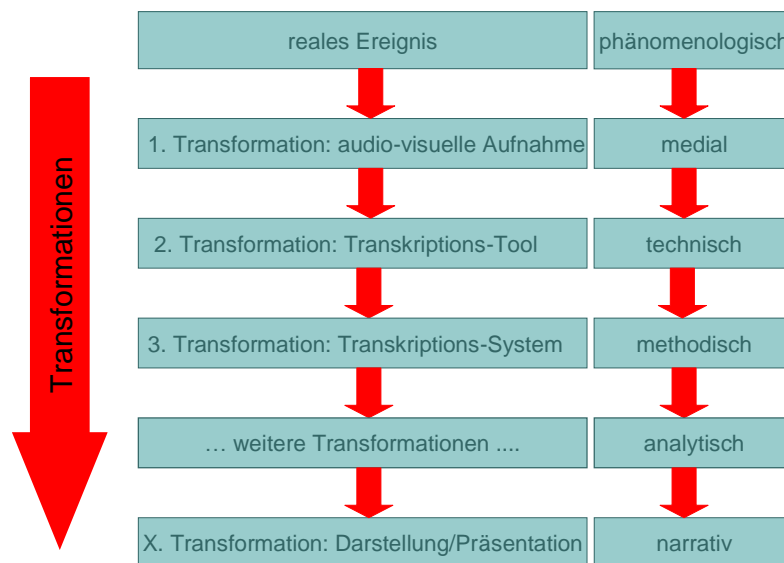 reales Ereignis
phänomenologisch
Transformationen
1. Transformation: audio-visuelle Aufnahme
medial
2. Transformation: Transkriptions-Tool
technisch
3. Transformation: Transkriptions-System
methodisch
… weitere Transformationen ....
analytisch
X. Transformation: Darstellung/Präsentation
narrativ